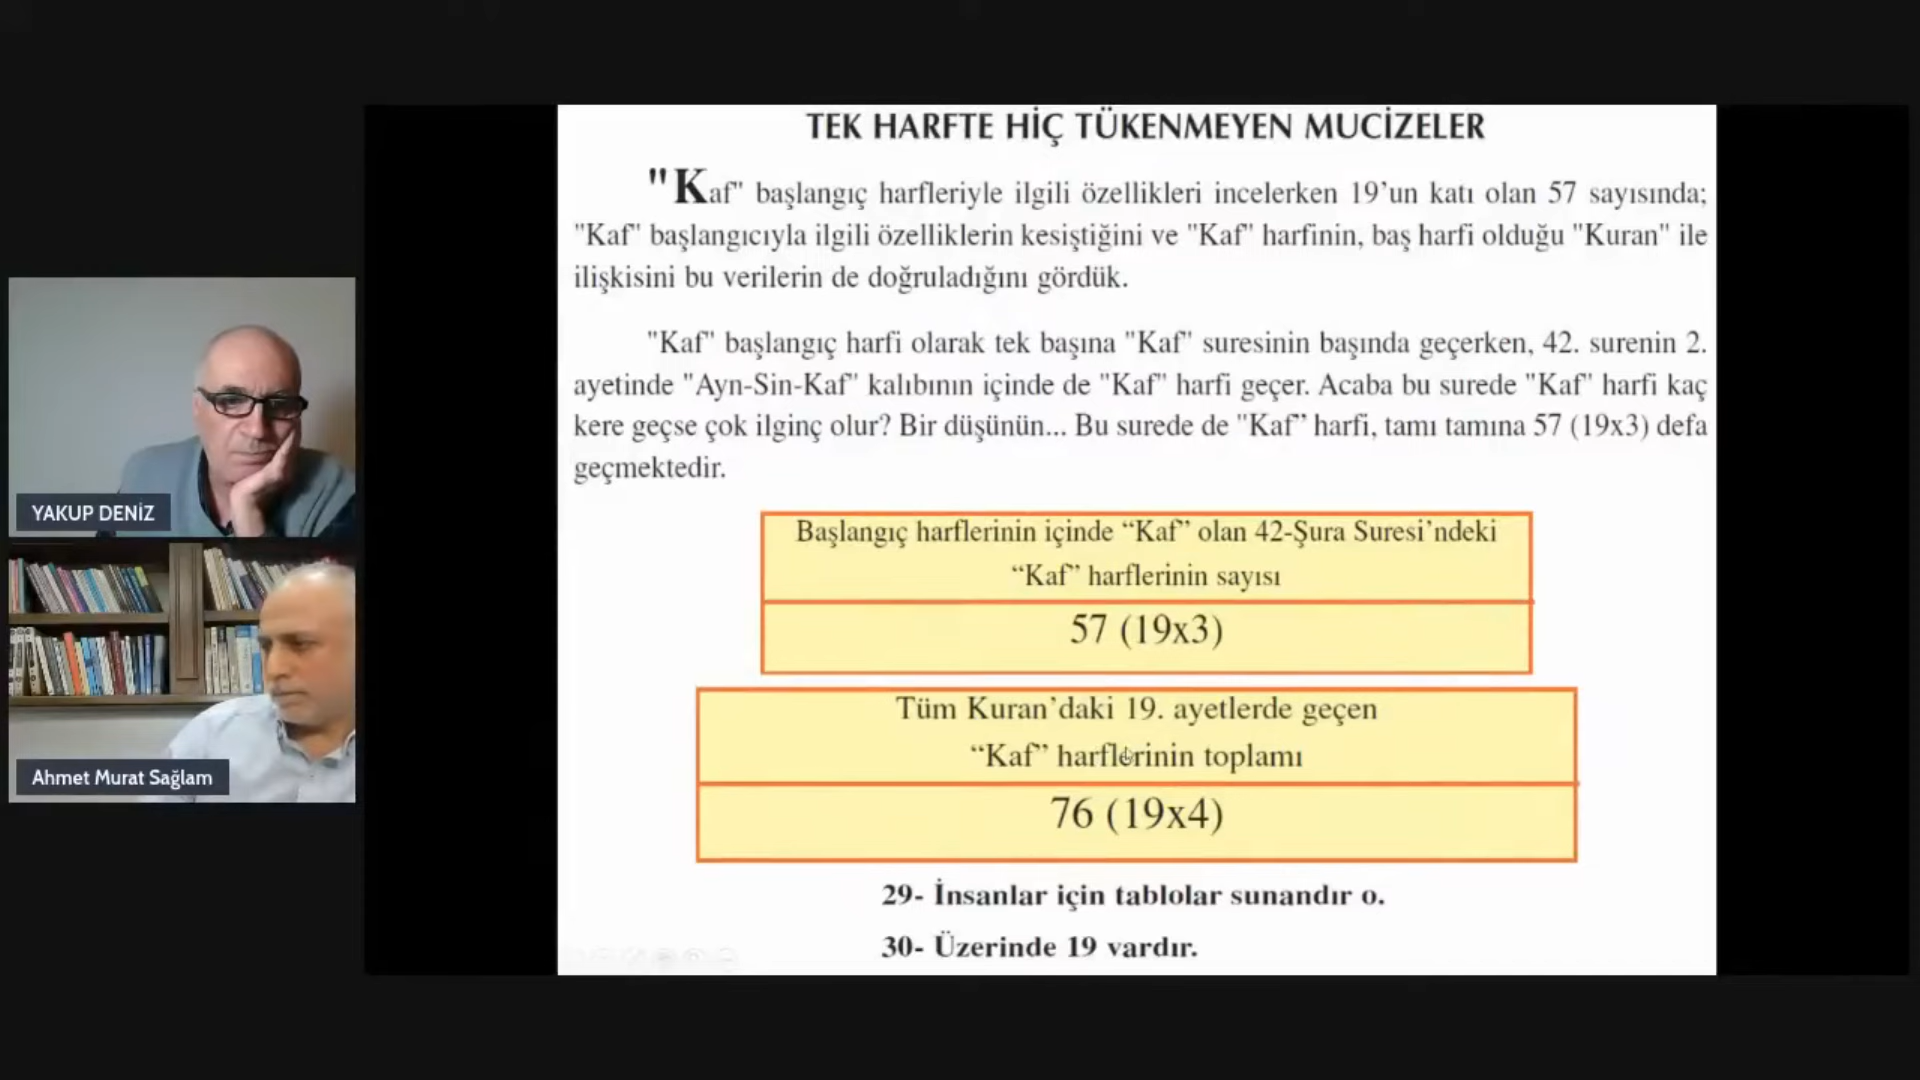 TEK HARFTE HİÇ TÜKENMEYEN MUCİZELER
"Kaf" başlangıç harfleriyle ilgili özellikleri incelerken 19'un katı olan 57 sayısında;
"Kaf" başlangıcıyla ilgili özelliklerin kesiştiğini ve "Kaf" harfinin, baş harfi olduğu "Kuran" ile
ilişkisini bu verilerin de doğruladığını gördük.
"Kaf" başlangıç harfi olarak tek başına "Kaf" suresinin başında geçerken, 42. surenin 2.
ayetinde "Ayn-Sin-Kaf" kalıbının içinde de "Kaf" harfi geçer. Acaba bu surede "Kaf" harfi kaç
kere geçse çok ilginç olur? Bir düşünün... Bu surede de "Kaf" harfi, tamı tamına 57 (19x3) defa
geçmektedir.
Başlangıç harflerinin içinde “Kaf” olan 42-Şura Suresi’ndeki
“Kaf” harflerinin sayısı
57 (19x3)
Tüm Kuran’daki 19. ayetlerde geçen
“Kaf” harflerinin toplamı
76 (19x4)
29- İnsanlar için tablolar sunandır o.
30- Üzerinde 19 vardır.
YAKUP DENİZ
Ahmet Murat Sağlam